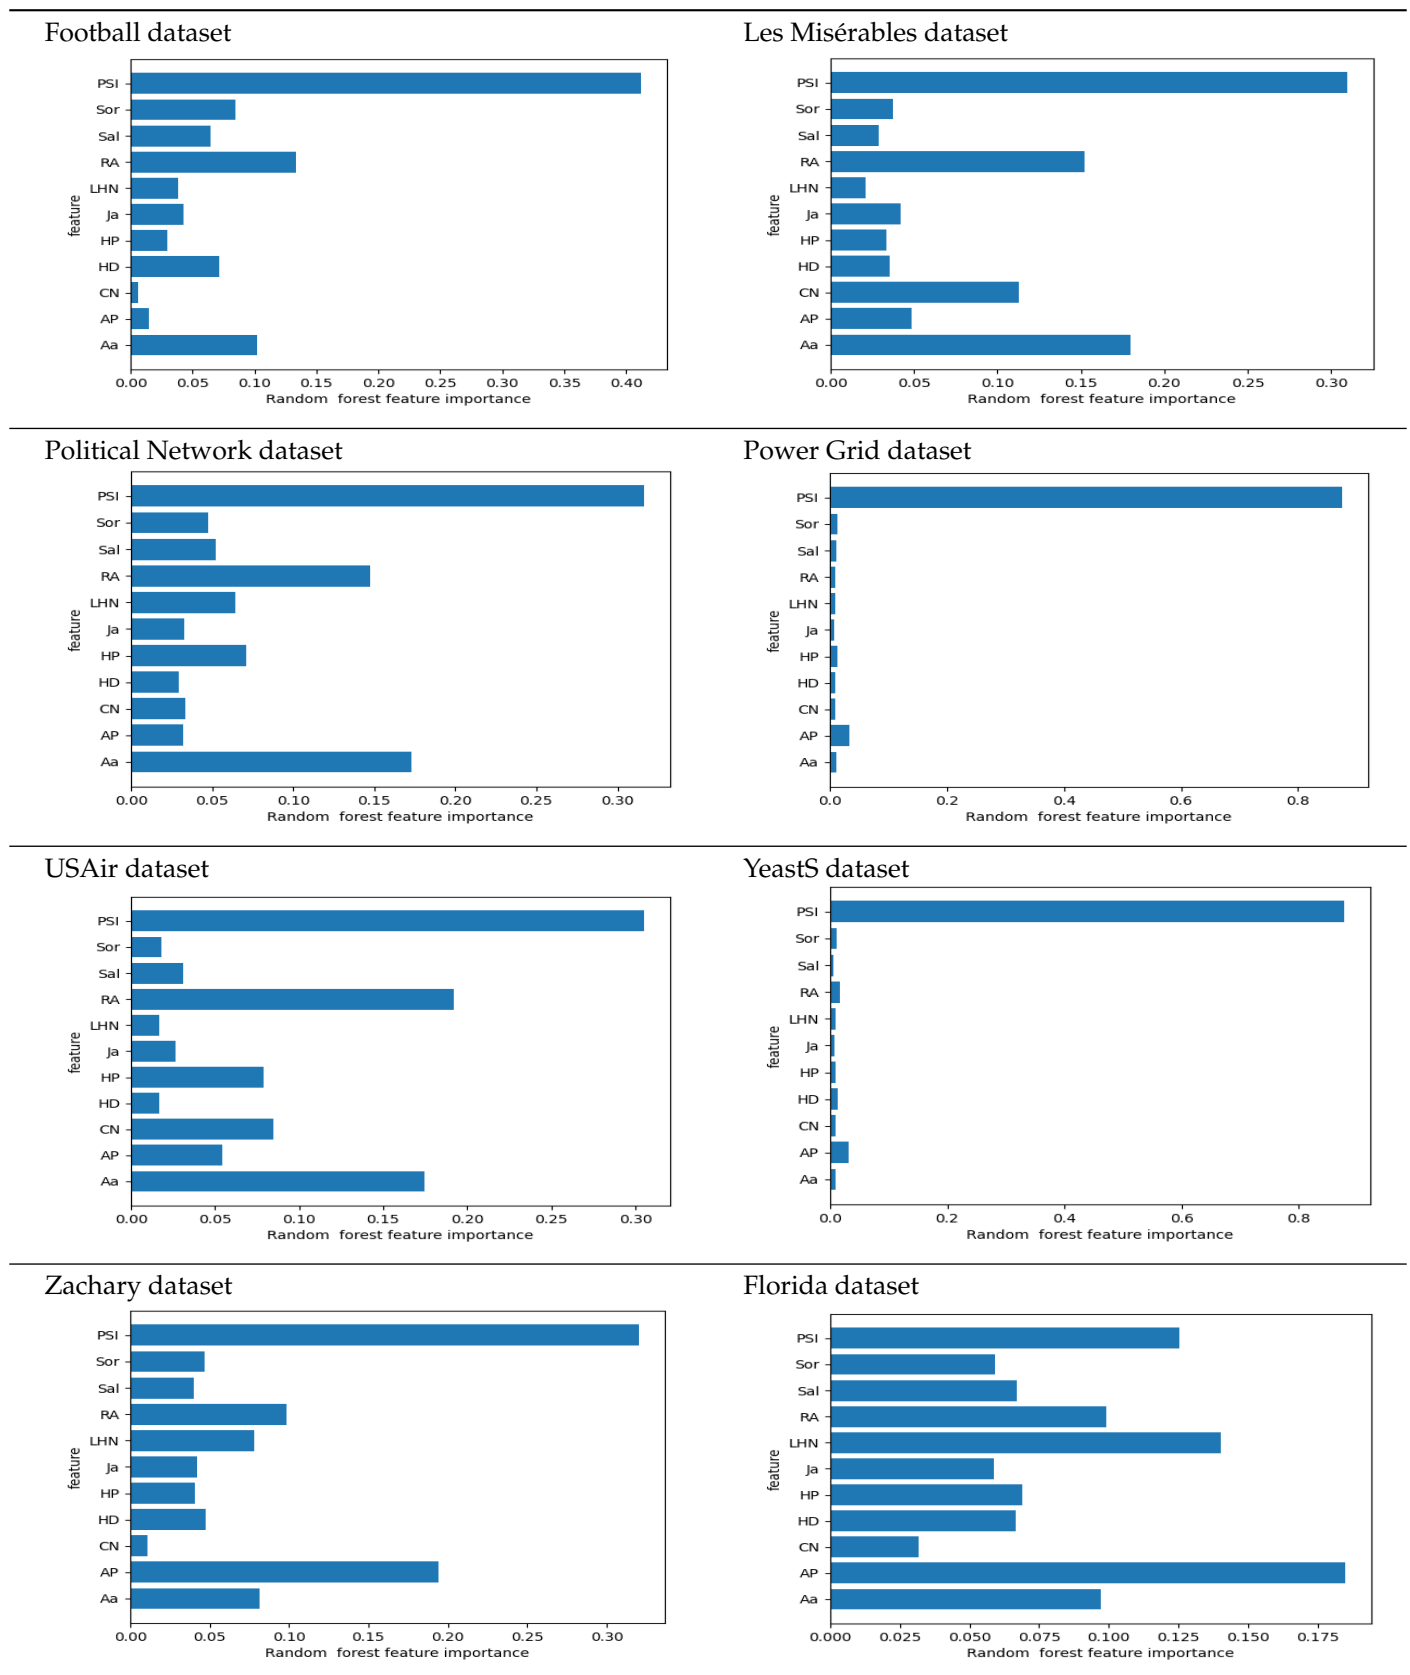 Football dataset
PSI
Sor
Sal
RA
LHN
Ja
HP
HD
CN
AP
Aa
feature
0.00 0.05 0.10 0.15 0.20 0.25 0.30 0.35 0.40
Random forest feature importance
Les Misérables dataset
PSI
Sor
Sal
RA
LHN
Ja
HP
HD
CN
AP
Aa
feature
0.00 0.05 0.10 0.15 0.20 0.25 0.30
Random forest feature importance
Political Network dataset
PSI
Sor
Sal
RA
LHN
Ja
HP
HD
CN
AP
Aa
feature
0.00 0.05 0.10 0.15 0.20 0.25 0.30
Random forest feature importance
Power Grid dataset
PSI
Sor
Sal
RA
LHN
Ja
HP
HD
CN
AP
Aa
feature
0.0 0.2 0.4 0.6 0.8
Random forest feature importance
USAir dataset
PSI
Sor
Sal
RA
LHN
Ja
HP
HD
CN
AP
Aa
feature
0.00 0.05 0.10 0.15 0.20 0.25 0.30
Random forest feature importance
YeastS dataset
PSI
Sor
Sal
RA
LHN
Ja
HP
HD
CN
AP
Aa
feature
0.0 0.2 0.4 0.6 0.8
Random forest feature importance
Zachary dataset
PSI
Sor
Sal
RA
LHN
Ja
HP
HD
CN
AP
Aa
feature
0.00 0.05 0.10 0.15 0.20 0.25 0.30
Random forest feature importance
Florida dataset
PSI
Sor
Sal
RA
LHN
Ja
HP
HD
CN
AP
Aa
feature
0.000 0.025 0.050 0.075 0.100 0.125 0.150 0.175
Random forest feature importance